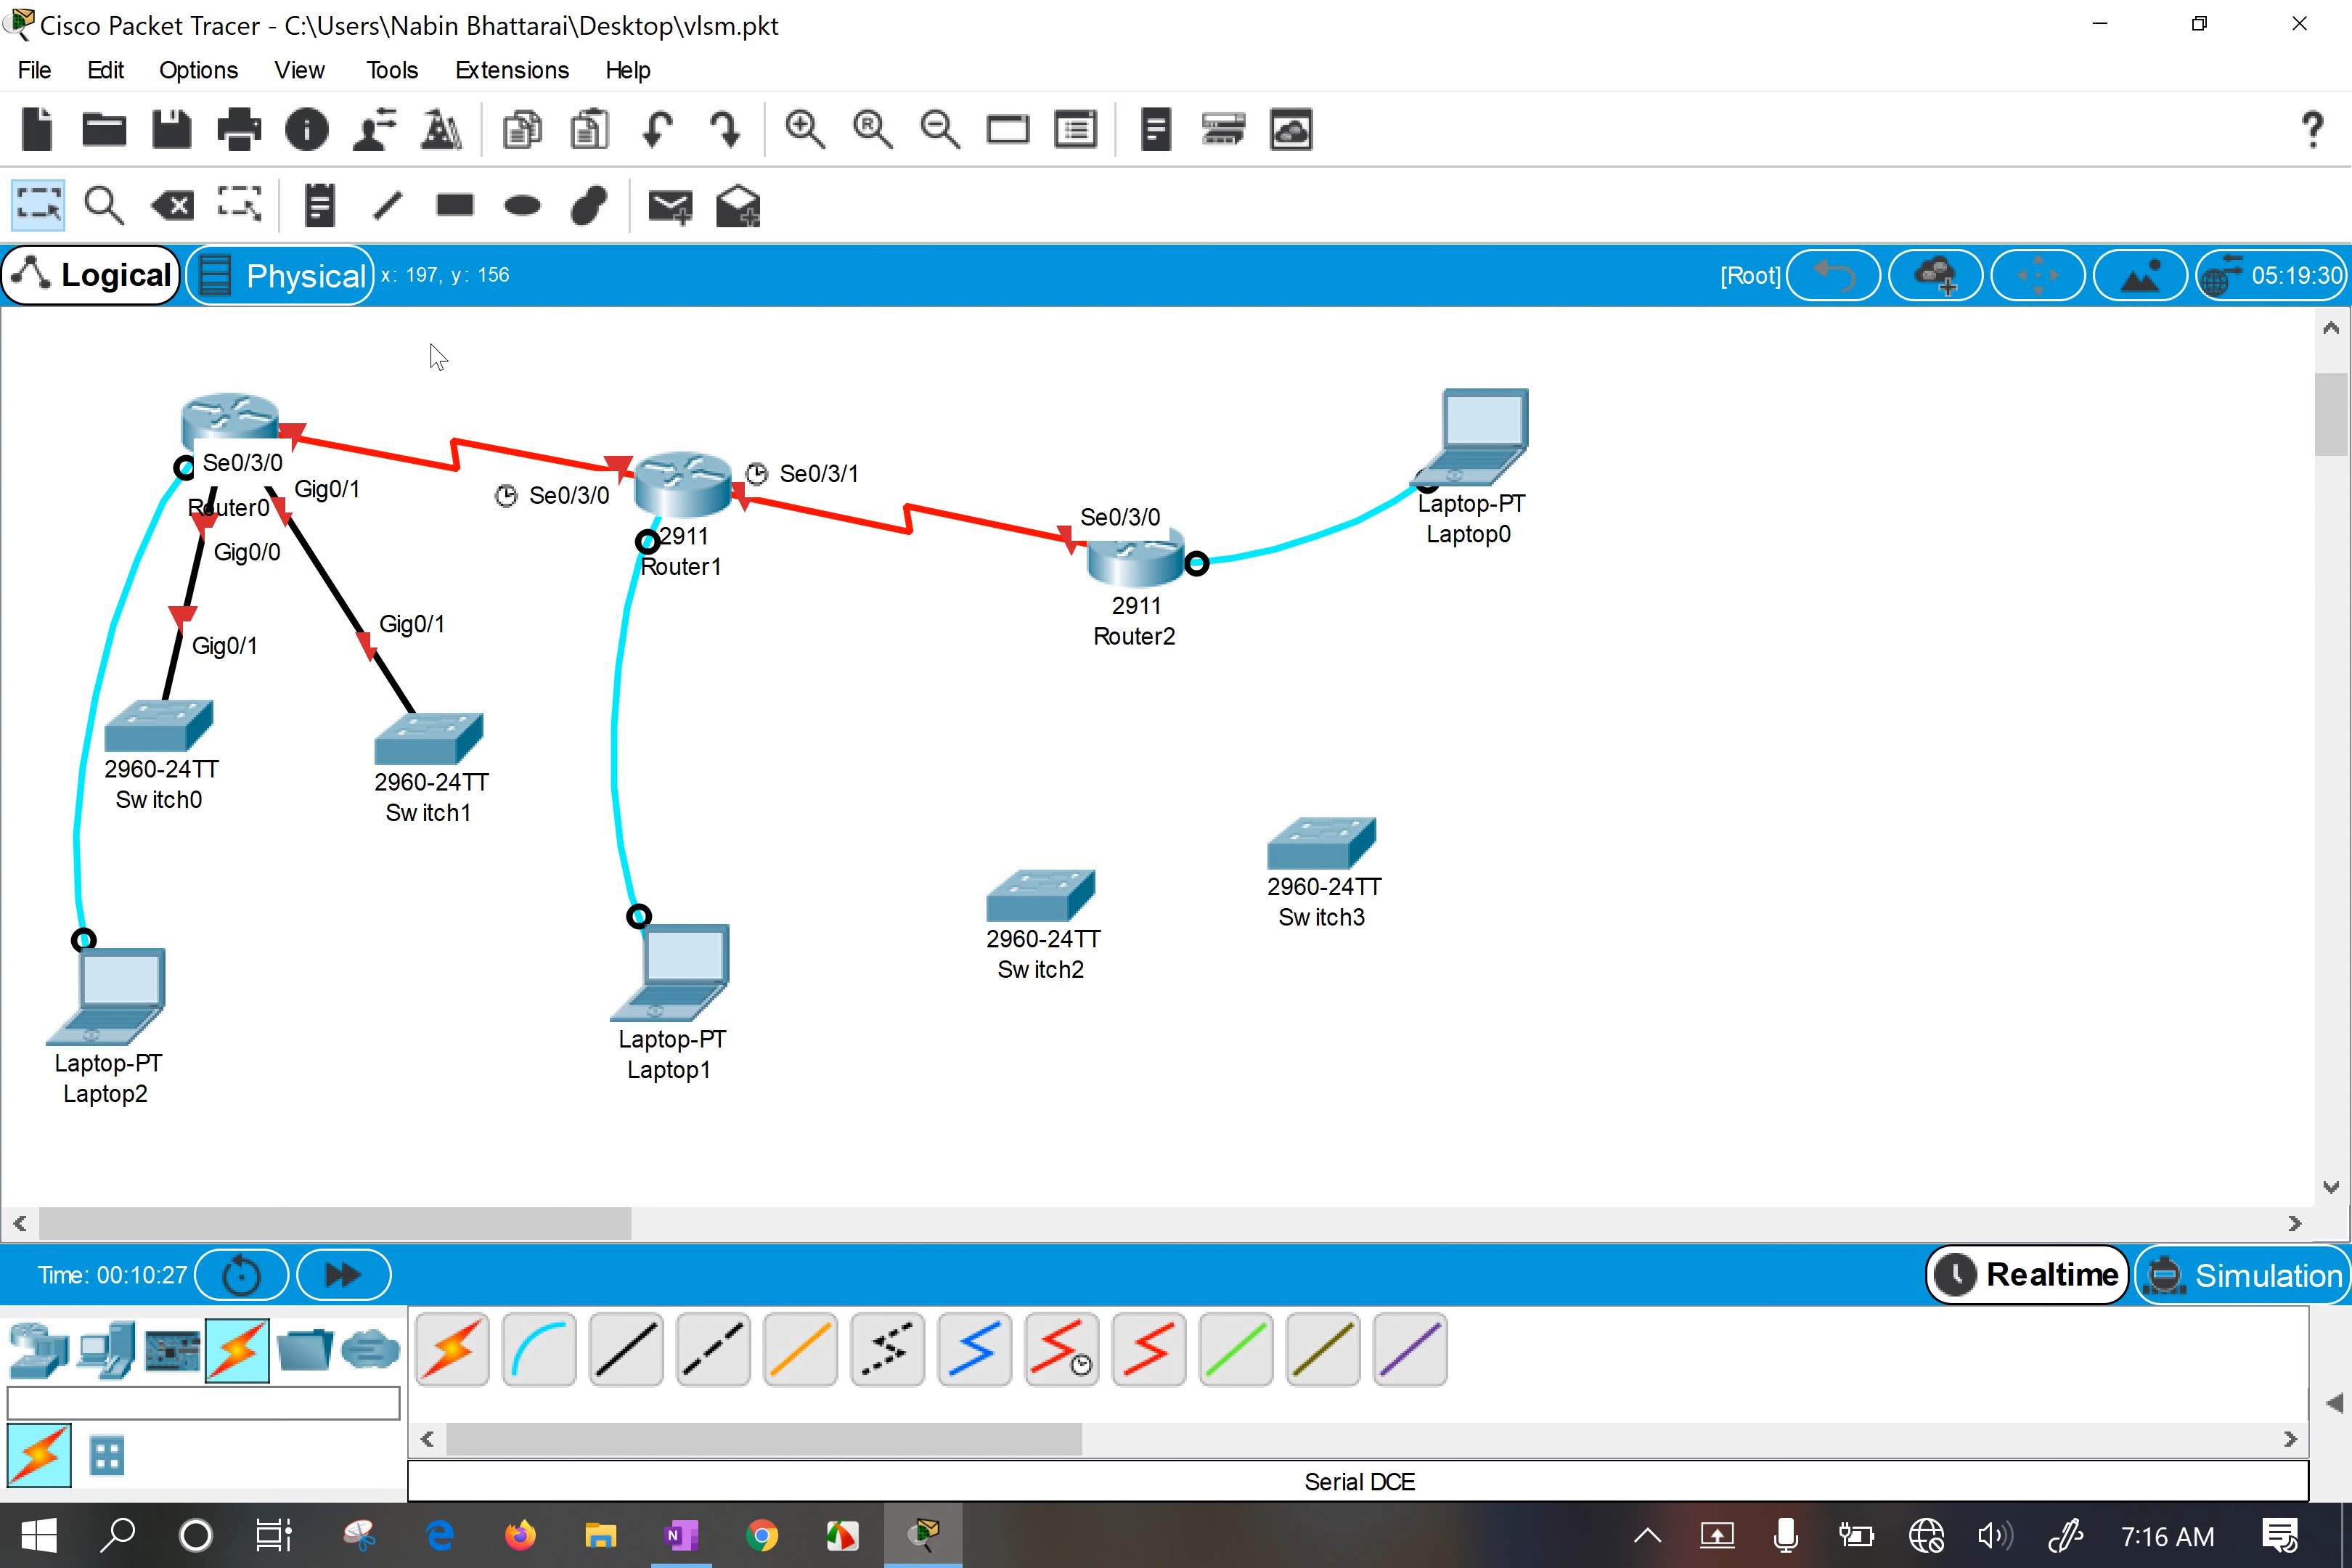 Cisco Packet Tracer - C:\Users\Nabin Bhattarai\Desktop\vlsm.pkt
File Edit Options View Tools Extensions Help
Logical Physical x: 197, y: 156 [Root] 05:19:30
Se0/3/0
Gig0/1
Router0
Gig0/0
Gig0/1
Gig0/1
Se0/3/0
Se0/3/1
2911
Router1
Se0/3/0
2911
Router2
Laptop-PT
Laptop0
2960-24TT
Switch0
2960-24TT
Switch1
2960-24TT
Switch3
2960-24TT
Switch2
Laptop-PT
Laptop1
Laptop-PT
Laptop2
Time: 00:10:27 Realtime Simulation
Serial DCE
7:16 AM